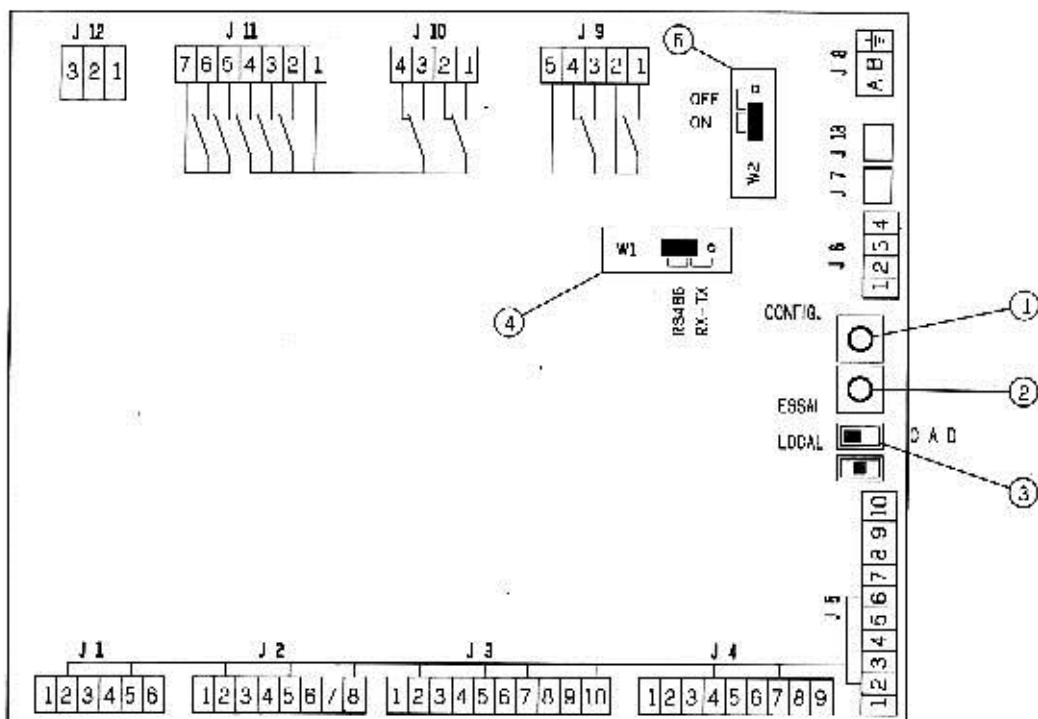 J 12
J 11
J 10
J 9
5
J 8
3 2 1
7 6 5 4 3 2 1
4 3 2 1
5 4 3 2 1
A B
OFF
ON
W2
J 13
J 7
J 6
1 2 3 4
W1
RS485
RX-TX
4
CONFIG.
1
ESSAI
2
LOCAL
D A D
3
J 5
1 2 3 4 5 6 7 8 9 10
J 1
J 2
J 3
J 4
1 2 3 4 5 6
1 2 3 4 5 6 / 8
1 2 3 4 5 6 7 8 9 10
1 2 3 4 5 6 7 8 9